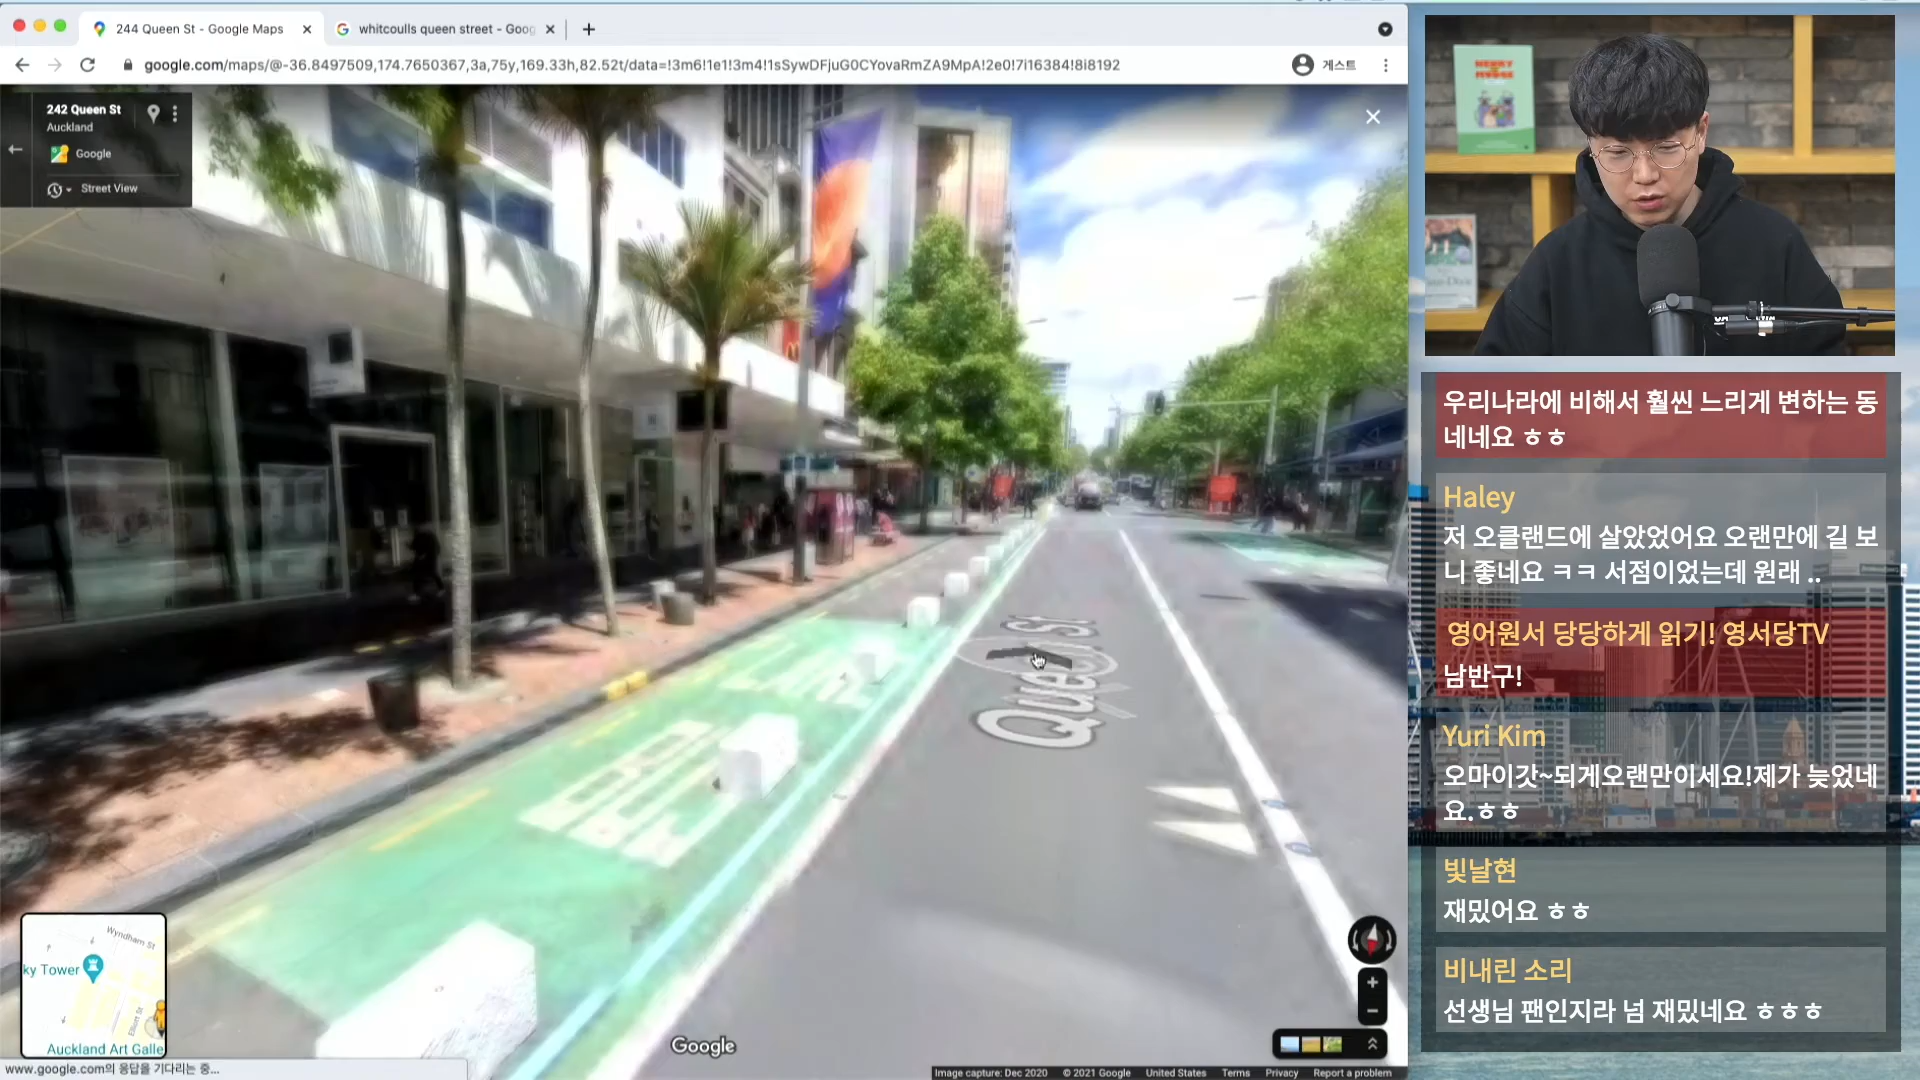 244 Queen St - Google Maps
whitcoulls queen street - Goog
google.com/maps/@-36.8497509,174.7650367,3a,75y,169.33h,82.52t/data=!3m6!1e1!3m4!1sSywDFjuG0CYovaRmZA9MpA!2e0!7i16384!8i8192
게스트
242 Queen St
Auckland
Google
Street View
Queen St
Wyndham St
ky Tower
Elliott St
Auckland Art Galle
Google
www.google.com의 응답을 기다리는 중...
Image capture: Dec 2020 © 2021 Google United States Terms Privacy Report a problem
우리나라에 비해서 훨씬 느리게 변하는 동
네네요 ㅎㅎ
Haley
저 오클랜드에 살았었어요 오랜만에 길 보
니 좋네요 ㅋㅋ 서점이었는데 원래 ..
영어원서 당당하게 읽기! 영서당TV
남반구!
Yuri Kim
오마이갓~되게오랜만이세요!제가 늦었네
요.ㅎㅎ
빛날현
재밌어요 ㅎㅎ
비내린 소리
선생님 팬인지라 넘 재밌네요 ㅎㅎㅎ